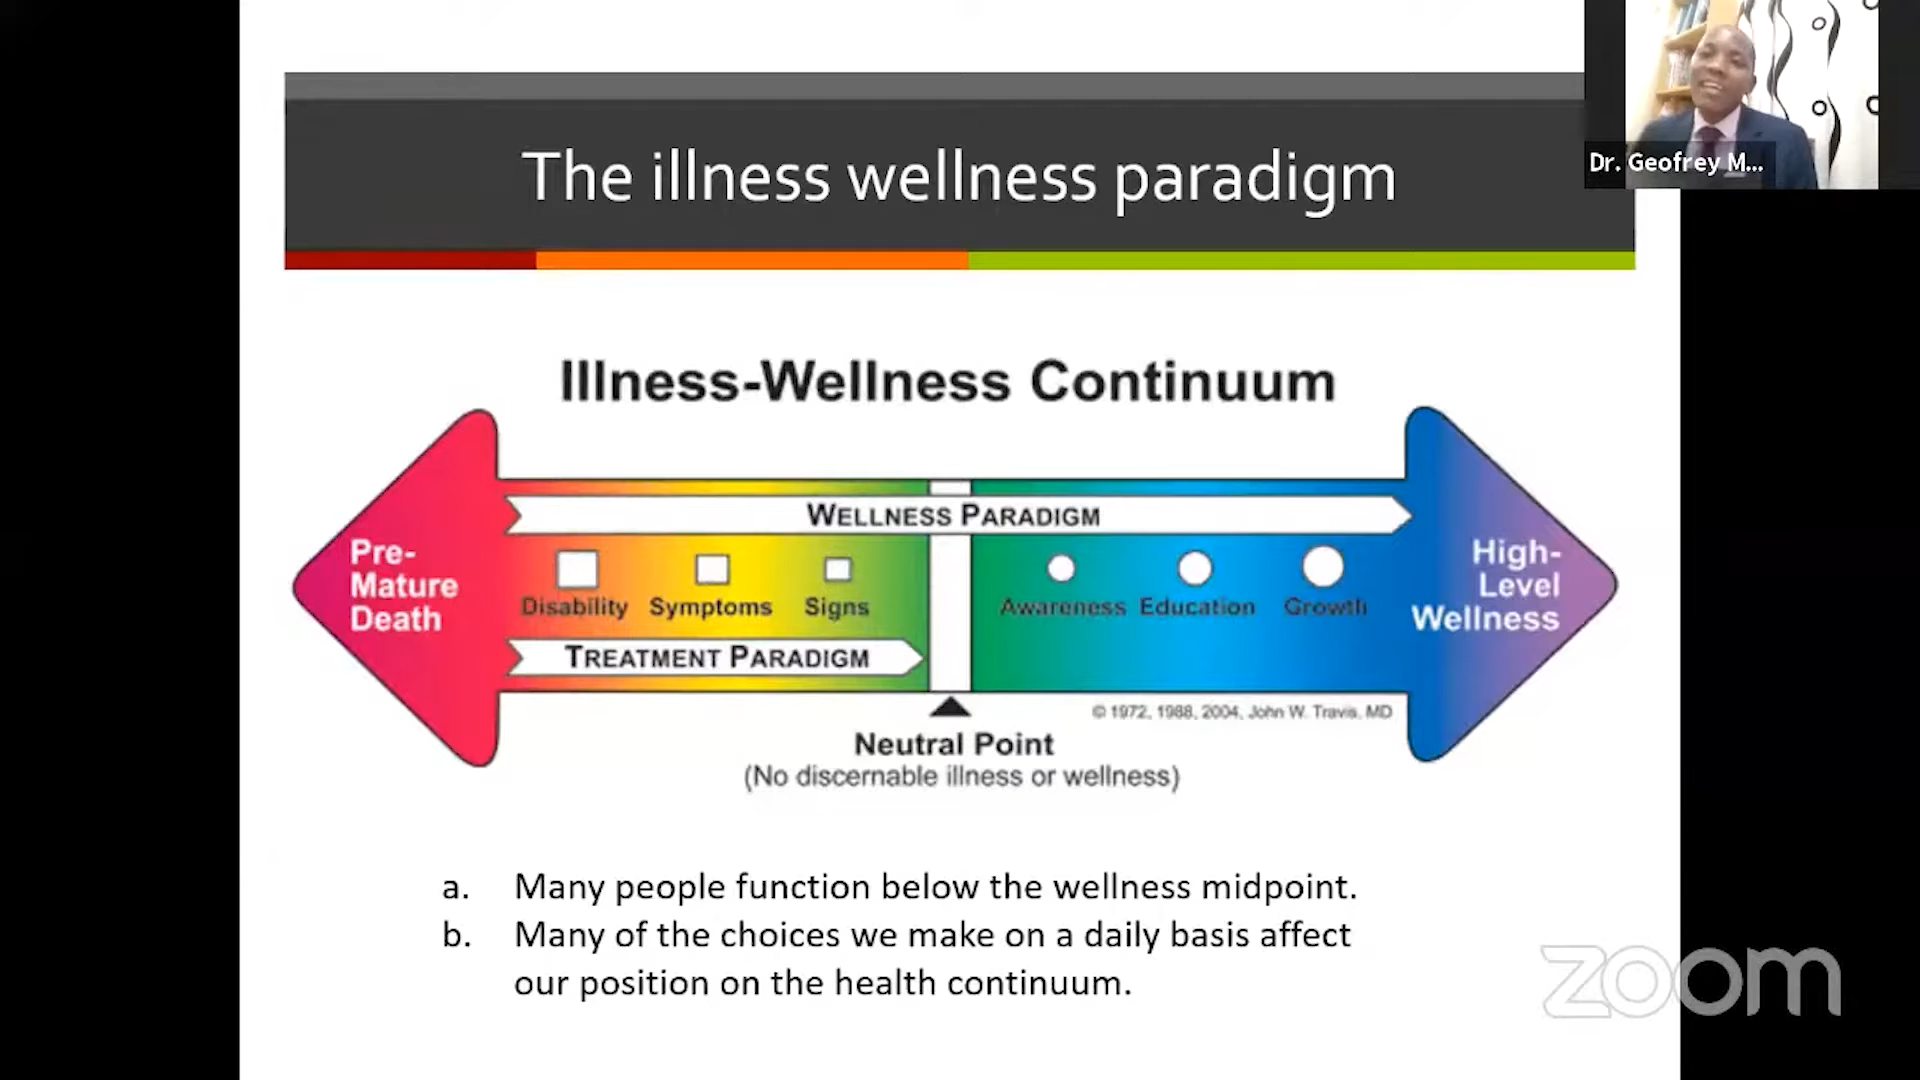 The illness wellness paradigm
Dr. Geofrey M...
Illness-Wellness Continuum
WELLNESS PARADIGM
Pre-
Mature
Death
Disability Symptoms Signs
Awareness Education Growth
High-
Level
Wellness
TREATMENT PARADIGM
© 1972, 1988, 2004, John W. Travis, MD
Neutral Point
(No discernable illness or wellness)
a. Many people function below the wellness midpoint.
b. Many of the choices we make on a daily basis affect
our position on the health continuum.
zoom